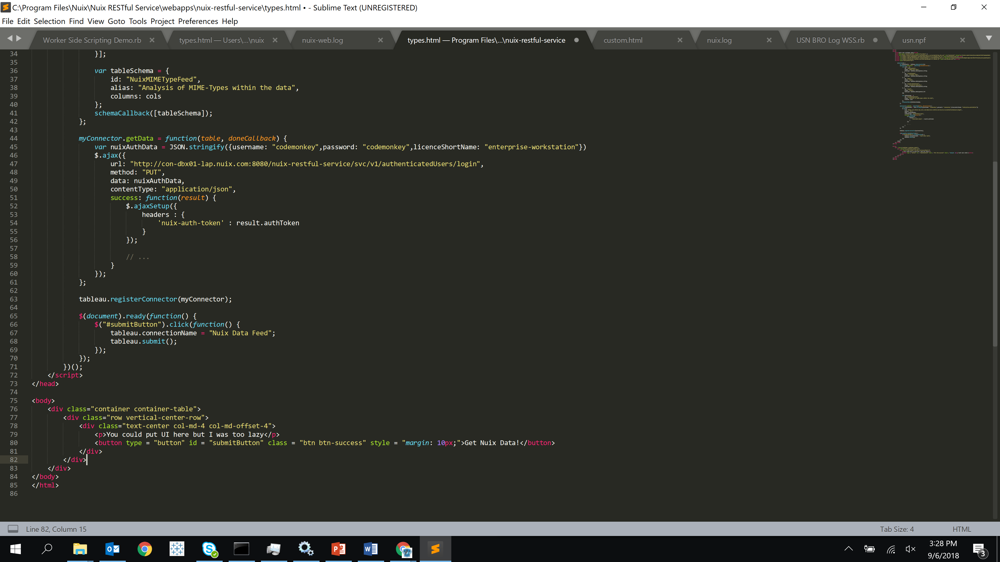 C:\Program Files\Nuix\Nuix RESTful Service\webapps\nuix-restful-service\types.html • - Sublime Text (UNREGISTERED)
File Edit Selection Find View Goto Tools Project Preferences Help
Worker Side Scripting Demo.rb types.html — Users\...\nuix nuix-web.log types.html — Program Files\...\nuix-restful-service custom.html nuix.log USN BRO Log WSS.rb usn.npf
34 }];
35
36 var tableSchema = {
37 id: "NuixMIMETypeFeed",
38 alias: "Analysis of MIME-Types within the data",
39 columns: cols
40 };
41 schemaCallback([tableSchema]);
42 };
43
44 myConnector.getData = function(table, doneCallback) {
45 var nuixAuthData = JSON.stringify({username: "codemonkey",password: "codemonkey",licenceShortName: "enterprise-workstation"})
46 $.ajax({
47 url: "http://con-dbx01-lap.nuix.com:8080/nuix-restful-service/svc/v1/authenticatedUsers/login",
48 method: "PUT",
49 data: nuixAuthData,
50 contentType: "application/json",
51 success: function(result) {
52 $.ajaxSetup({
53 headers : {
54 'nuix-auth-token' : result.authToken
55 }
56 });
57
58 // ...
59 }
60 });
61 };
62
63 tableau.registerConnector(myConnector);
64
65 $(document).ready(function() {
66 $("#submitButton").click(function() {
67 tableau.connectionName = "Nuix Data Feed";
68 tableau.submit();
69 });
70 });
71 })();
72 </script>
73 </head>
74
75 <body>
76 <div class="container container-table">
77 <div class="row vertical-center-row">
78 <div class="text-center col-md-4 col-md-offset-4">
79 <p>You could put UI here but I was too lazy</p>
80 <button type = "button" id = "submitButton" class = "btn btn-success" style = "margin: 10px;">Get Nuix Data!</button>
81 </div>
82 </div>
83 </div>
84 </body>
85 </html>
86
Line 82, Column 15 Tab Size: 4 HTML
3:28 PM
9/6/2018
3